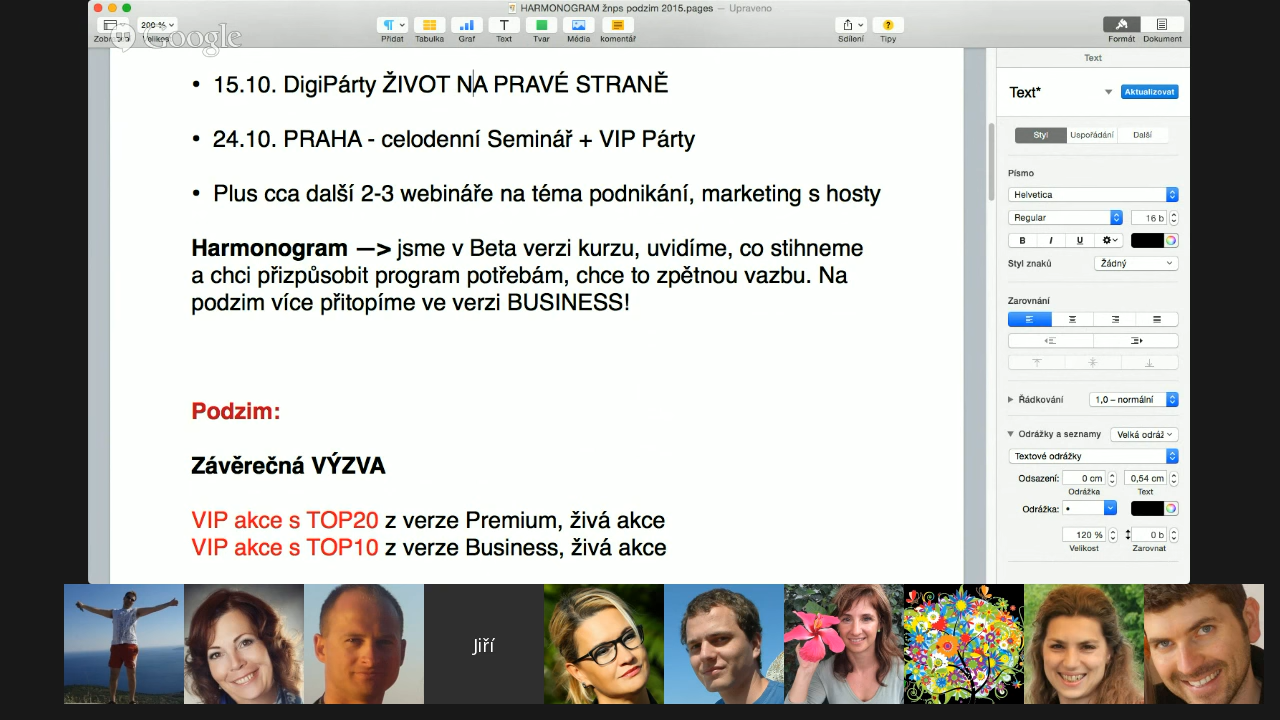 HARMONOGRAM žnps podzim 2015.pages — Upraveno
200 %
Google
Přidat Tabulka Graf Text Tvar Média komentář Sdílení Tipy Formát Dokument
• 15.10. DigiPárty ŽIVOT NA PRAVÉ STRANĚ
• 24.10. PRAHA - celodenní Seminář + VIP Párty
• Plus cca další 2-3 webináře na téma podnikání, marketing s hosty
Harmonogram —> jsme v Beta verzi kurzu, uvidíme, co stihneme
a chci přizpůsobit program potřebám, chce to zpětnou vazbu. Na
podzim více přitopíme ve verzi BUSINESS!
Podzim:
Závěrečná VÝZVA
VIP akce s TOP20 z verze Premium, živá akce
VIP akce s TOP10 z verze Business, živá akce
Text
Text*
Aktualizovat
Styl Uspořádání Další
Písmo
Helvetica
Regular 16 b
B I U
Styl znaků Žádný
Zarovnání
Řádkování 1,0 – normální
Odrážky a seznamy Velká odráž
Textové odrážky
Odsazení: 0 cm 0,54 cm
Odrážka Text
Odrážka: •
120 % 0 b
Velikost Zarovnat
Jiří